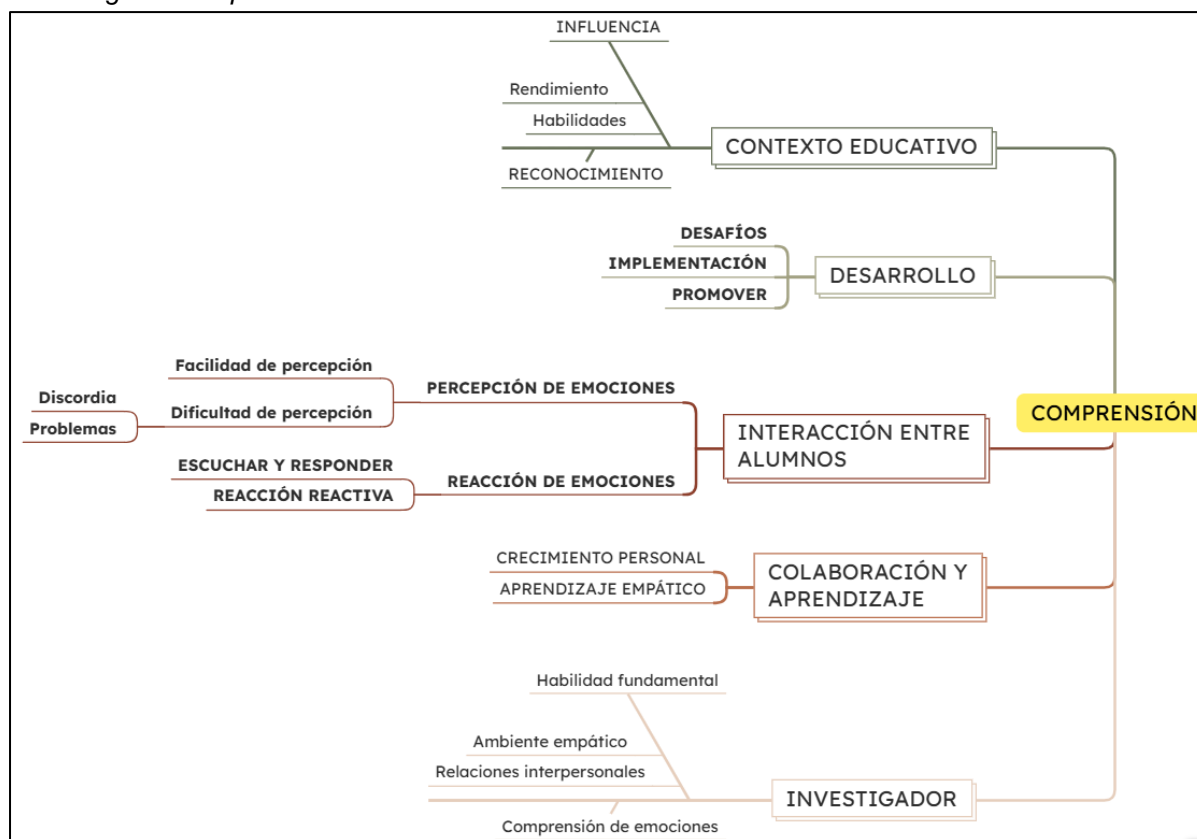 INFLUENCIA
Rendimiento
Habilidades
RECONOCIMIENTO
CONTEXTO EDUCATIVO
DESAFÍOS
IMPLEMENTACIÓN
PROMOVER
DESARROLLO
Facilidad de percepción
Dificultad de percepción
Discordia
Problemas
PERCEPCIÓN DE EMOCIONES
ESCUCHAR Y RESPONDER
REACCIÓN REACTIVA
REACCIÓN DE EMOCIONES
INTERACCIÓN ENTRE
ALUMNOS
COMPRENSIÓN
CRECIMIENTO PERSONAL
APRENDIZAJE EMPÁTICO
COLABORACIÓN Y
APRENDIZAJE
Habilidad fundamental
Ambiente empático
Relaciones interpersonales
Comprensión de emociones
INVESTIGADOR